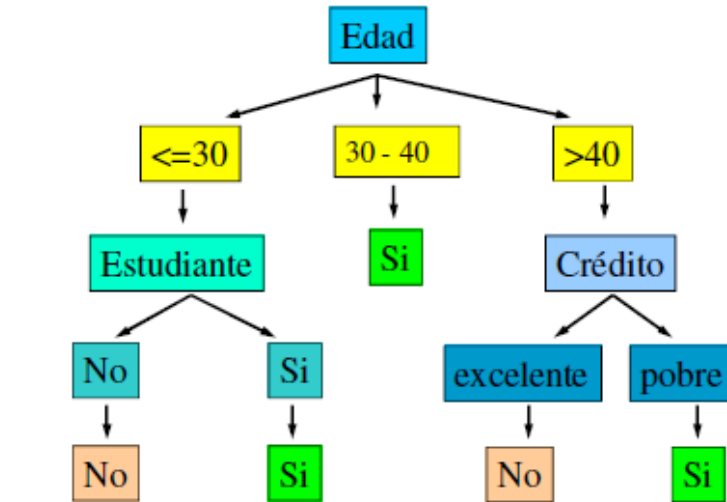 Edad
<=30
30 - 40
>40
Estudiante
Si
Crédito
No
Si
excelente
pobre
No
Si
No
Si